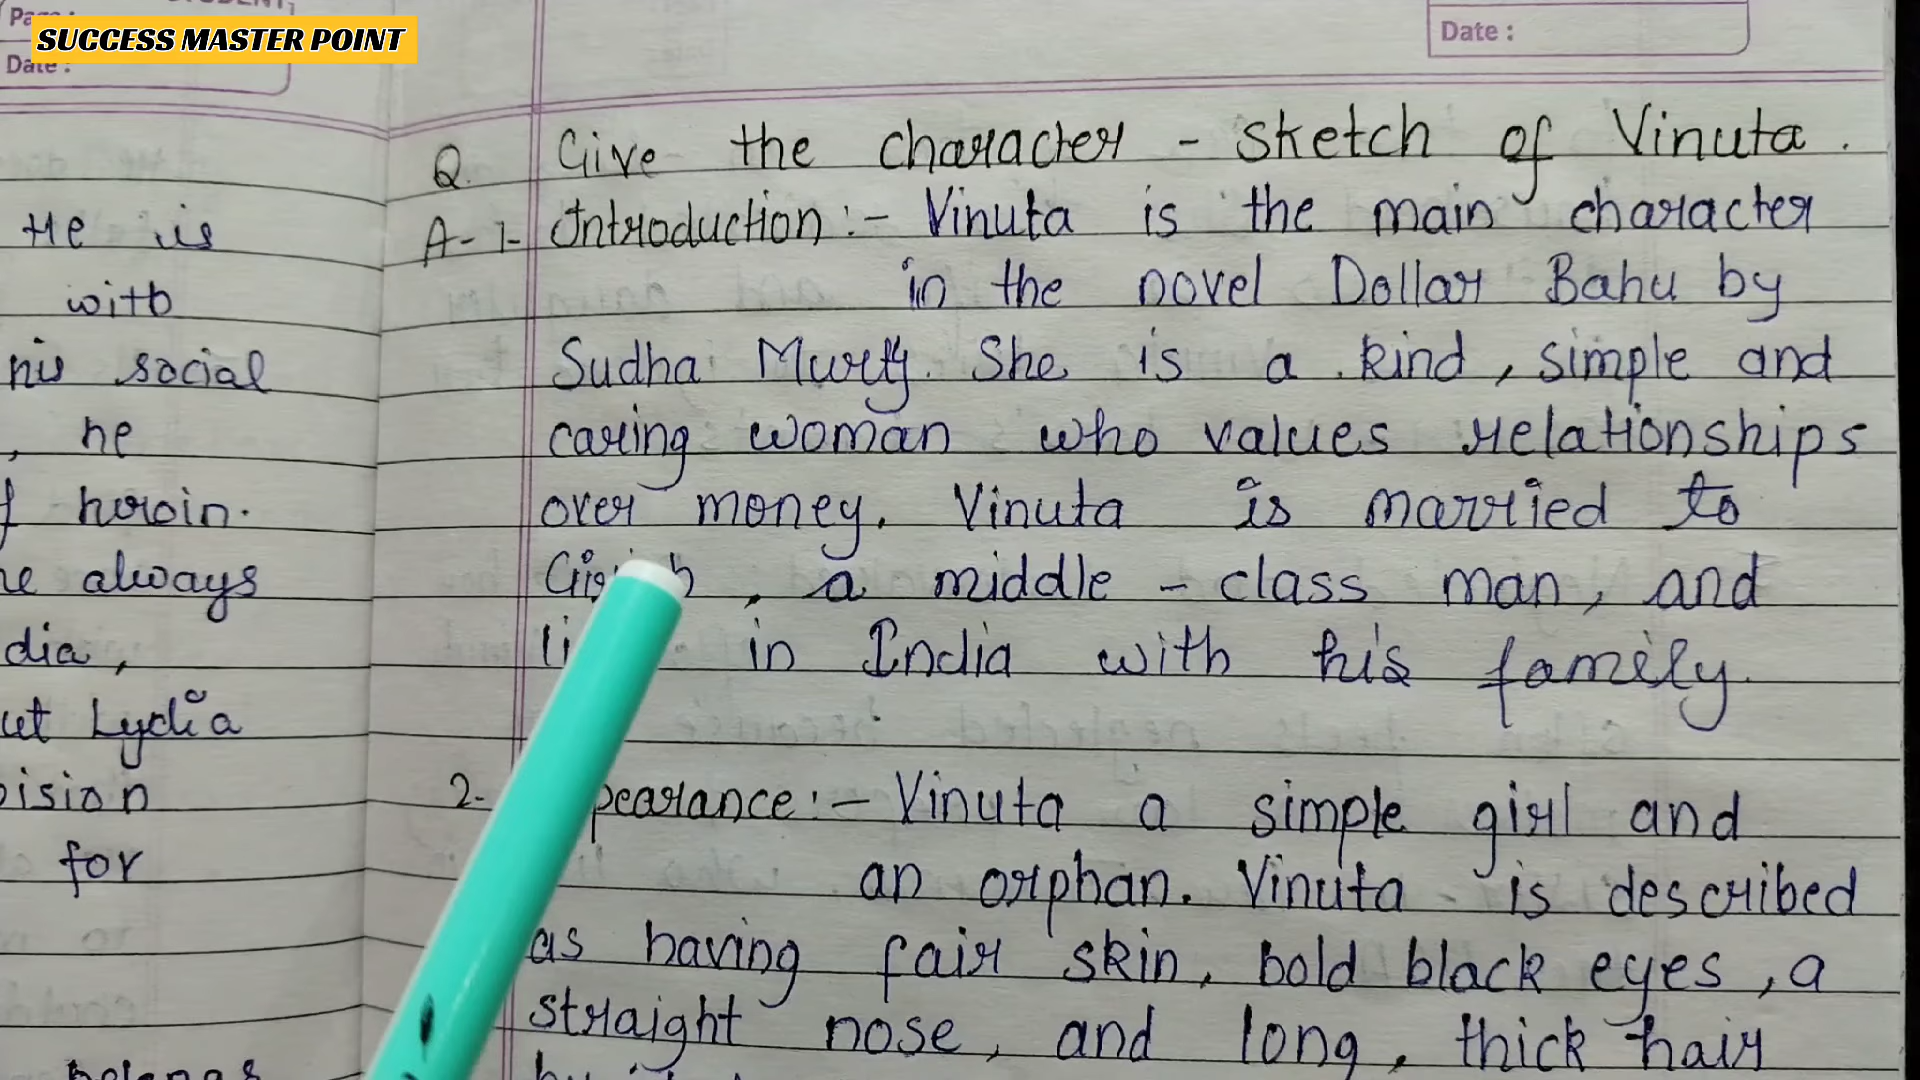 SUCCESS MASTER POINT
Date :
He is
with
his social
, he
heroin.
always
dia,
Lydia
for
Date :
Q. Give the character - sketch of Vinuta.
A-1- Introduction :- Vinuta is the main character
in the novel Dollar Bahu by
Sudha Murty. She is a kind, simple and
caring woman who values relationships
over money. Vinuta is married to
, a middle - class man, and
in India with his family.
2- :- Vinuta a simple girl and
an orphan. Vinuta is described
as having fair skin, bold black eyes, a
straight nose, and long, thick hair